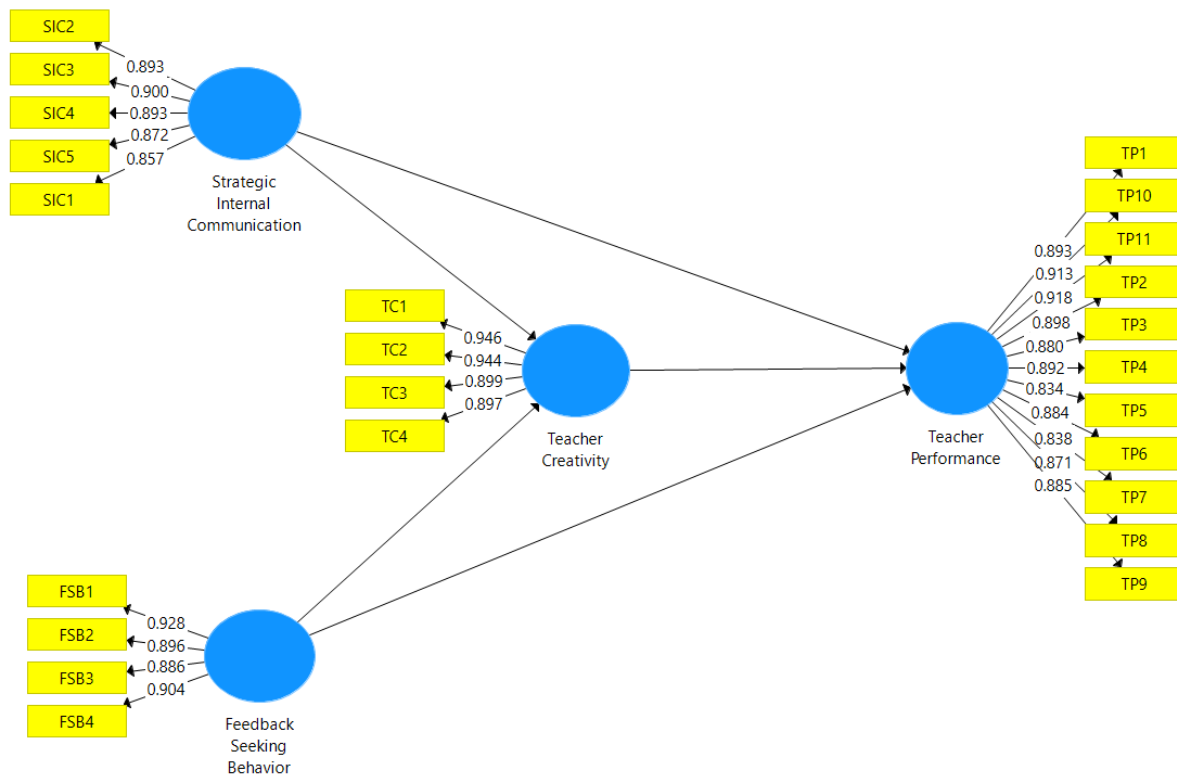 SIC2
SIC3
SIC4
SIC5
SIC1
0.893
0.900
0.893
0.872
0.857
Strategic
Internal
Communication
TC1
TC2
TC3
TC4
0.946
0.944
0.899
0.897
Teacher
Creativity
FSB1
FSB2
FSB3
FSB4
0.928
0.896
0.886
0.904
Feedback
Seeking
Behavior
Teacher
Performance
0.893
0.913
0.918
0.898
0.880
0.892
0.834
0.884
0.838
0.871
0.885
TP1
TP10
TP11
TP2
TP3
TP4
TP5
TP6
TP7
TP8
TP9